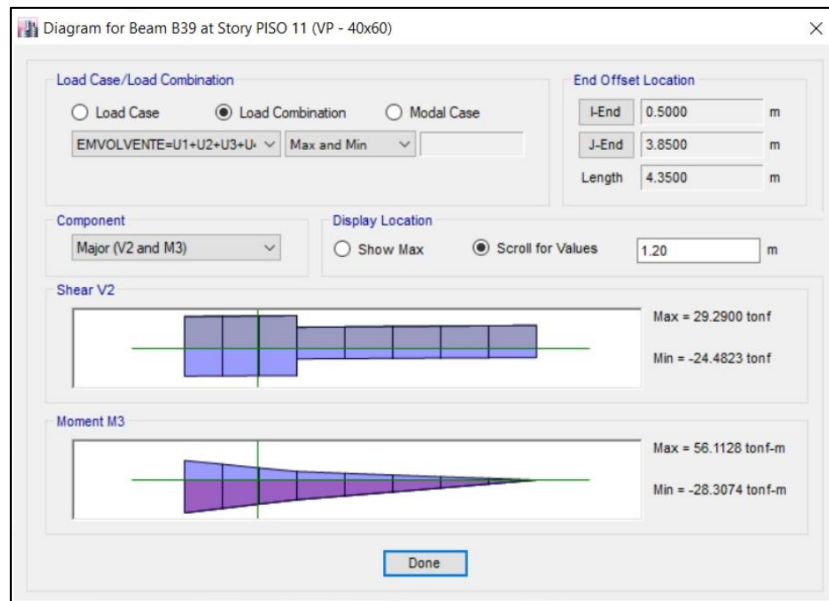 Diagram for Beam B39 at Story PISO 11 (VP - 40x60)
Load Case/Load Combination
Load Case Load Combination Modal Case
EMVOLVENTE=U1+U2+U3+U4 Max and Min
End Offset Location
I-End 0.5000 m
J-End 3.8500 m
Length 4.3500 m
Component
Major (V2 and M3)
Display Location
Show Max Scroll for Values 1.20 m
Shear V2
Max = 29.2900 tonf
Min = -24.4823 tonf
Moment M3
Max = 56.1128 tonf-m
Min = -28.3074 tonf-m
Done